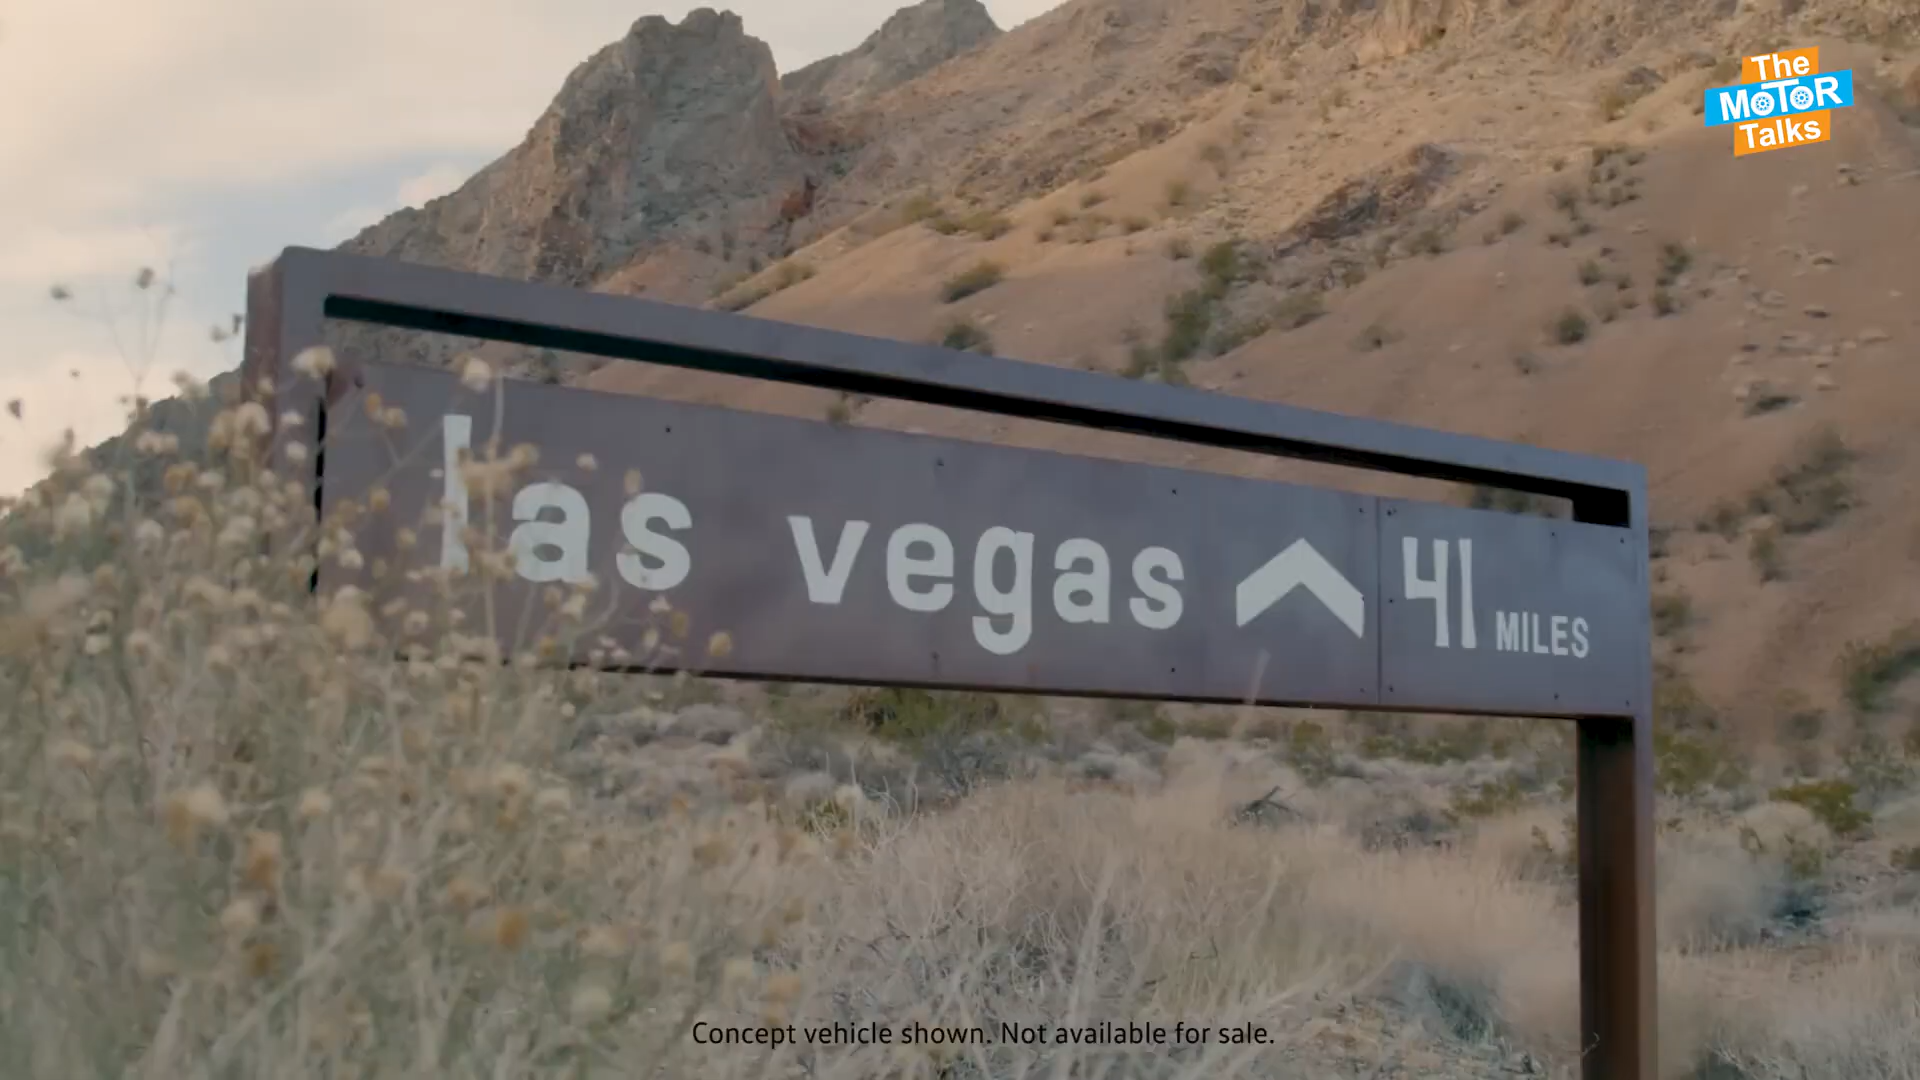 The
MOTOR
Talks
las vegas 41 MILES
Concept vehicle shown. Not available for sale.